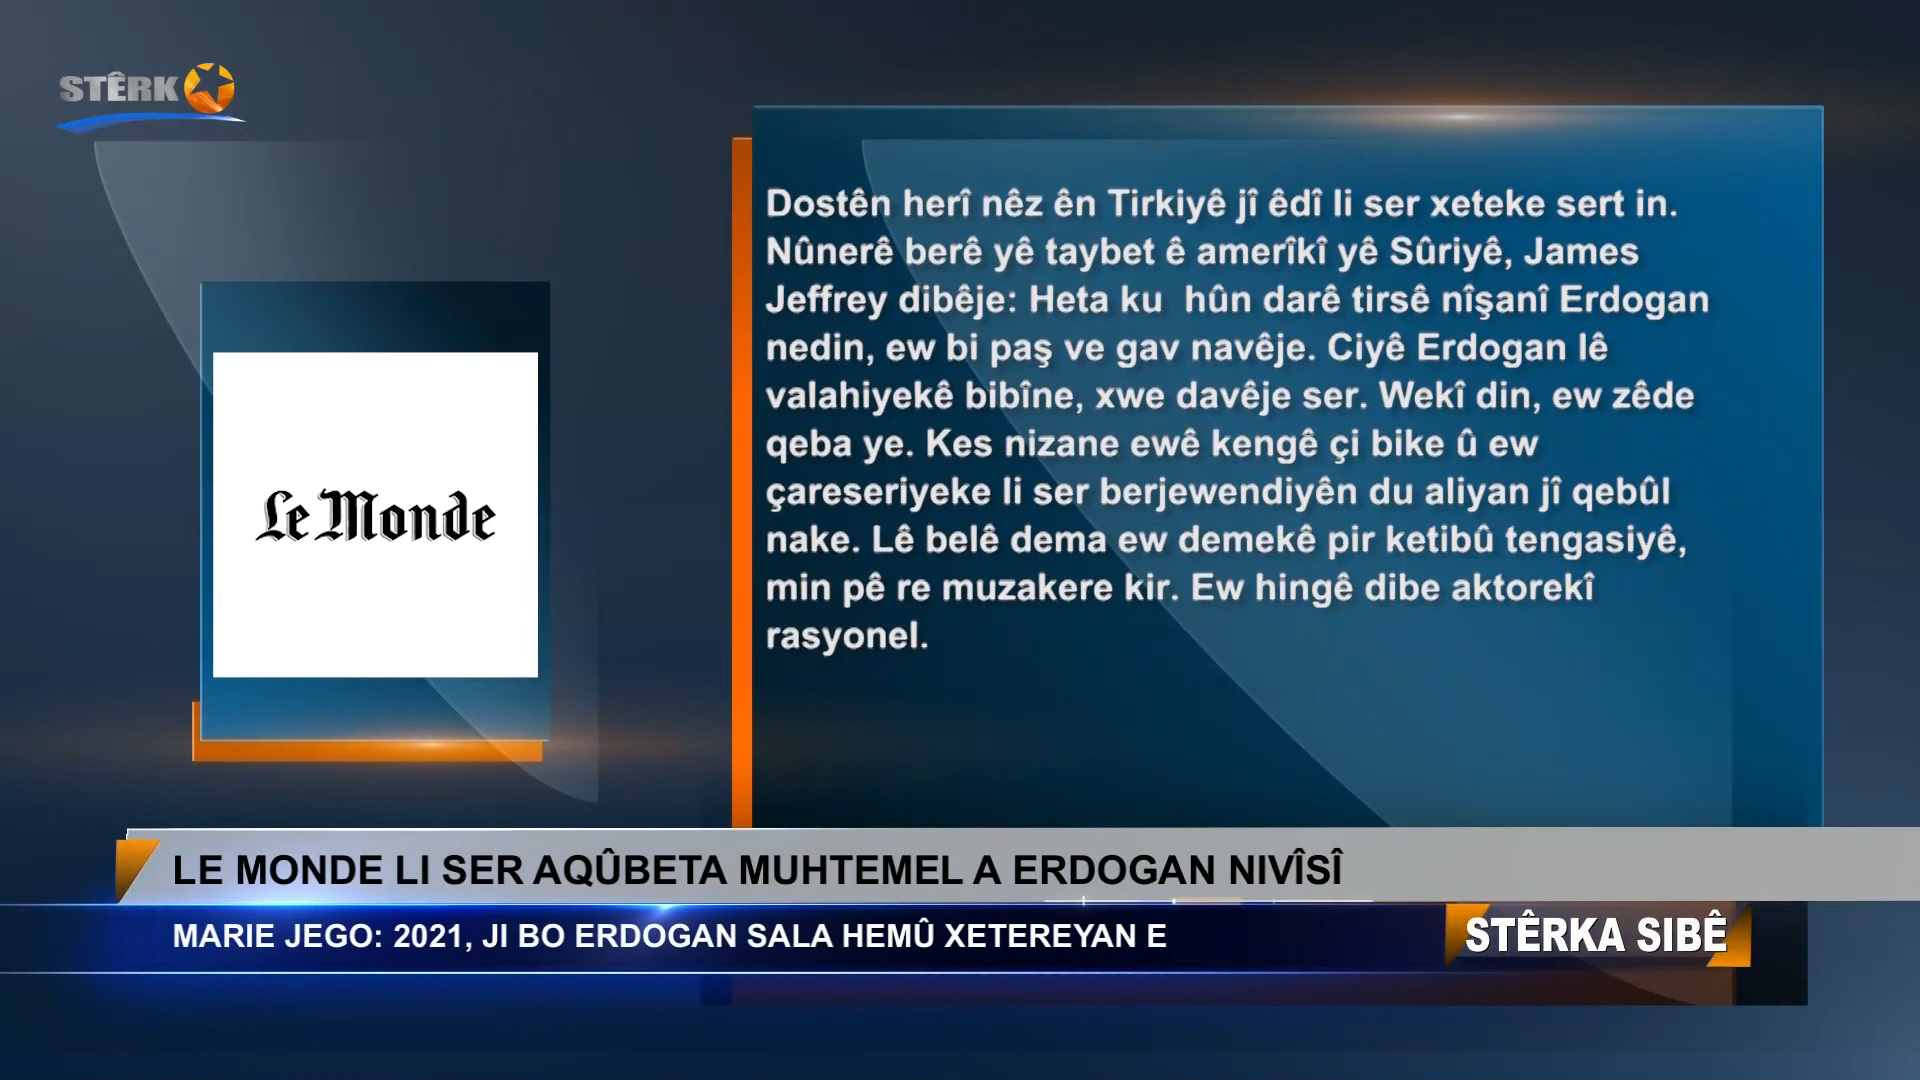 STÊRK
Dostên herî nêz ên Tirkiyê jî êdî li ser xeteke sert in.
Nûnerê berê yê taybet ê amerîkî yê Sûriyê, James
Jeffrey dibêje: Heta ku  hûn darê tirsê nîşanî Erdogan
nedin, ew bi paş ve gav navêje. Ciyê Erdogan lê
valahiyekê bibîne, xwe davêje ser. Wekî din, ew zêde
qeba ye. Kes nizane ewê kengê çi bike û ew
çareseriyeke li ser berjewendiyên du aliyan jî qebûl
nake. Lê belê dema ew demekê pir ketibû tengasiyê,
min pê re muzakere kir. Ew hingê dibe aktorekî
rasyonel.
Le Monde
LE MONDE LI SER AQÛBETA MUHTEMEL A ERDOGAN NIVÎSÎ
MARIE JEGO: 2021, JI BO ERDOGAN SALA HEMÛ XETEREYAN E
STÊRKA SIBÊ